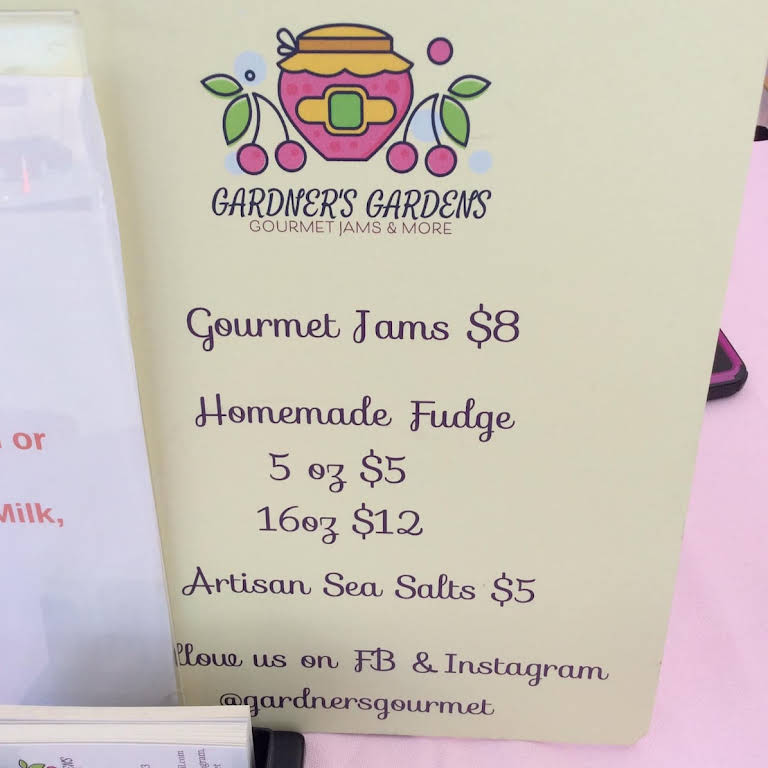 GARDNER'S GARDENS
GOURMET JAMS & MORE
Gourmet Jams $8
Homemade Fudge
5 oz $5
16oz $12
Artisan Sea Salts $5
us on FB & Instagram
@gardnersgourmet
or
Milk,